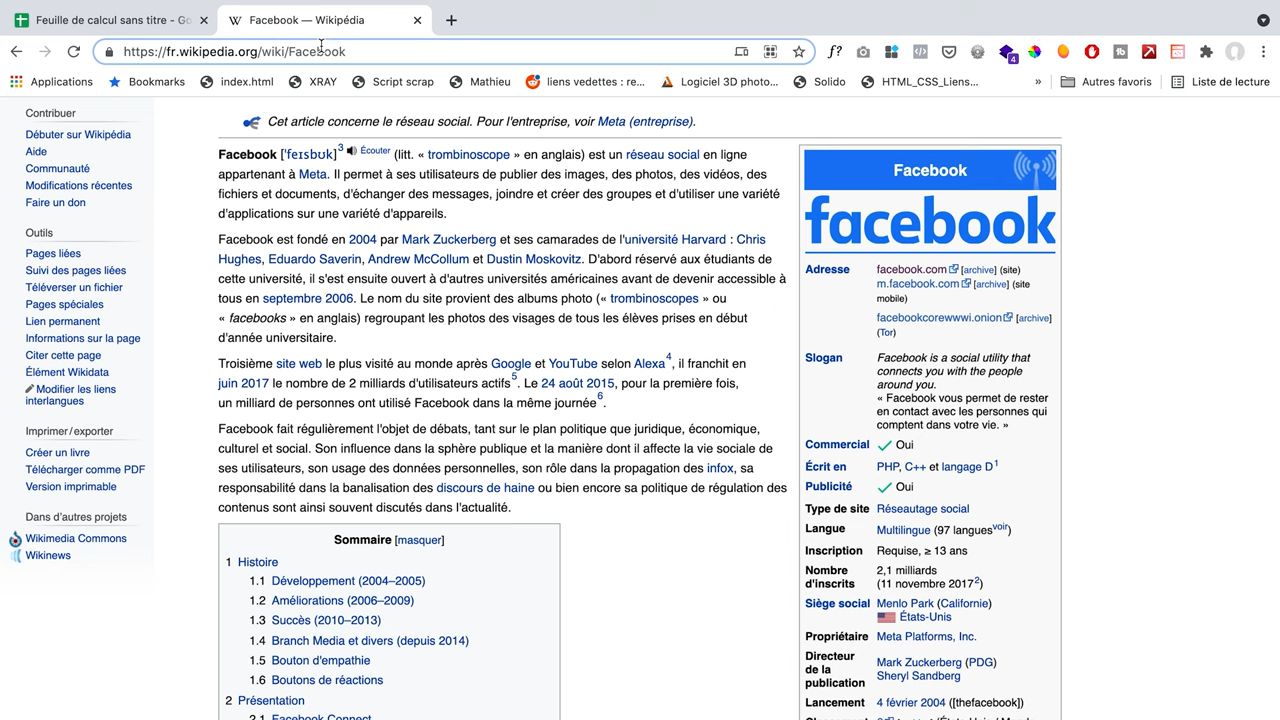 Feuille de calcul sans titre - Go
Facebook — Wikipédia
https://fr.wikipedia.org/wiki/Facebook
f?
4
Applications
Bookmarks
index.html
XRAY
Script scrap
Mathieu
liens vedettes : re...
Logiciel 3D photo...
Solido
HTML_CSS_Liens...
»
Autres favoris
Liste de lecture
Contribuer
Débuter sur Wikipédia
Aide
Communauté
Modifications récentes
Faire un don
Outils
Pages liées
Suivi des pages liées
Téléverser un fichier
Pages spéciales
Lien permanent
Informations sur la page
Citer cette page
Élément Wikidata
Modifier les liens
interlangues
Imprimer/exporter
Créer un livre
Télécharger comme PDF
Version imprimable
Dans d'autres projets
Wikimedia Commons
Wikinews
Cet article concerne le réseau social. Pour l'entreprise, voir Meta (entreprise).
Facebook ['feɪsbʊk]3 Écouter (litt. « trombinoscope » en anglais) est un réseau social en ligne
appartenant à Meta. Il permet à ses utilisateurs de publier des images, des photos, des vidéos, des
fichiers et documents, d'échanger des messages, joindre et créer des groupes et d'utiliser une variété
d'applications sur une variété d'appareils.
Facebook est fondé en 2004 par Mark Zuckerberg et ses camarades de l'université Harvard : Chris
Hughes, Eduardo Saverin, Andrew McCollum et Dustin Moskovitz. D'abord réservé aux étudiants de
cette université, il s'est ensuite ouvert à d'autres universités américaines avant de devenir accessible à
tous en septembre 2006. Le nom du site provient des albums photo (« trombinoscopes » ou
« facebooks » en anglais) regroupant les photos des visages de tous les élèves prises en début
d'année universitaire.
Troisième site web le plus visité au monde après Google et YouTube selon Alexa4, il franchit en
juin 2017 le nombre de 2 milliards d'utilisateurs actifs5. Le 24 août 2015, pour la première fois,
un milliard de personnes ont utilisé Facebook dans la même journée6.
Facebook fait régulièrement l'objet de débats, tant sur le plan politique que juridique, économique,
culturel et social. Son influence dans la sphère publique et la manière dont il affecte la vie sociale de
ses utilisateurs, son usage des données personnelles, son rôle dans la propagation des infox, sa
responsabilité dans la banalisation des discours de haine ou bien encore sa politique de régulation des
contenus sont ainsi souvent discutés dans l'actualité.
Sommaire [masquer]
1 Histoire
1.1 Développement (2004–2005)
1.2 Améliorations (2006–2009)
1.3 Succès (2010–2013)
1.4 Branch Media et divers (depuis 2014)
1.5 Bouton d'empathie
1.6 Boutons de réactions
2 Présentation
2.1 Facebook Connect
Facebook
facebook
Adresse facebook.com [archive] (site)
m.facebook.com [archive] (site
mobile)
facebookcorewwwi.onion [archive]
(Tor)
Slogan Facebook is a social utility that
connects you with the people
around you.
« Facebook vous permet de rester
en contact avec les personnes qui
comptent dans votre vie. »
Commercial Oui
Écrit en PHP, C++ et langage D1
Publicité Oui
Type de site Réseautage social
Langue Multilingue (97 languesvoir)
Inscription Requise, ≥ 13 ans
Nombre 2,1 milliards
d'inscrits (11 novembre 20172)
Siège social Menlo Park (Californie)
États-Unis
Propriétaire Meta Platforms, Inc.
Directeur
de la
publication
Mark Zuckerberg (PDG)
Sheryl Sandberg
Lancement 4 février 2004 ([thefacebook])